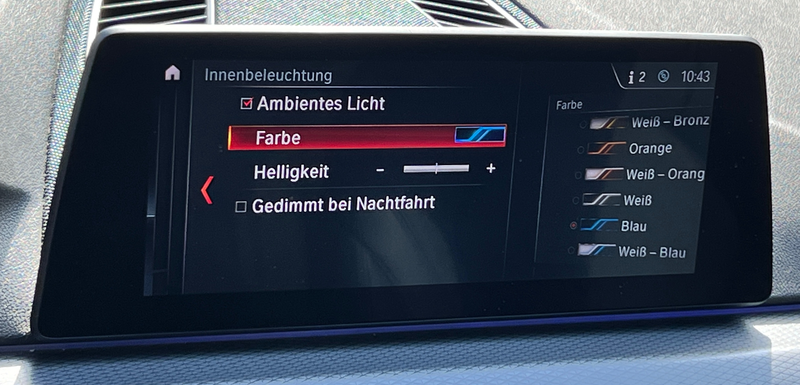 Innenbeleuchtung
i 2 10:43
Ambientes Licht
Farbe
Helligkeit - +
Gedimmt bei Nachtfahrt
Farbe
Weiß – Bronz
Orange
Weiß – Orang
Weiß
Blau
Weiß – Blau